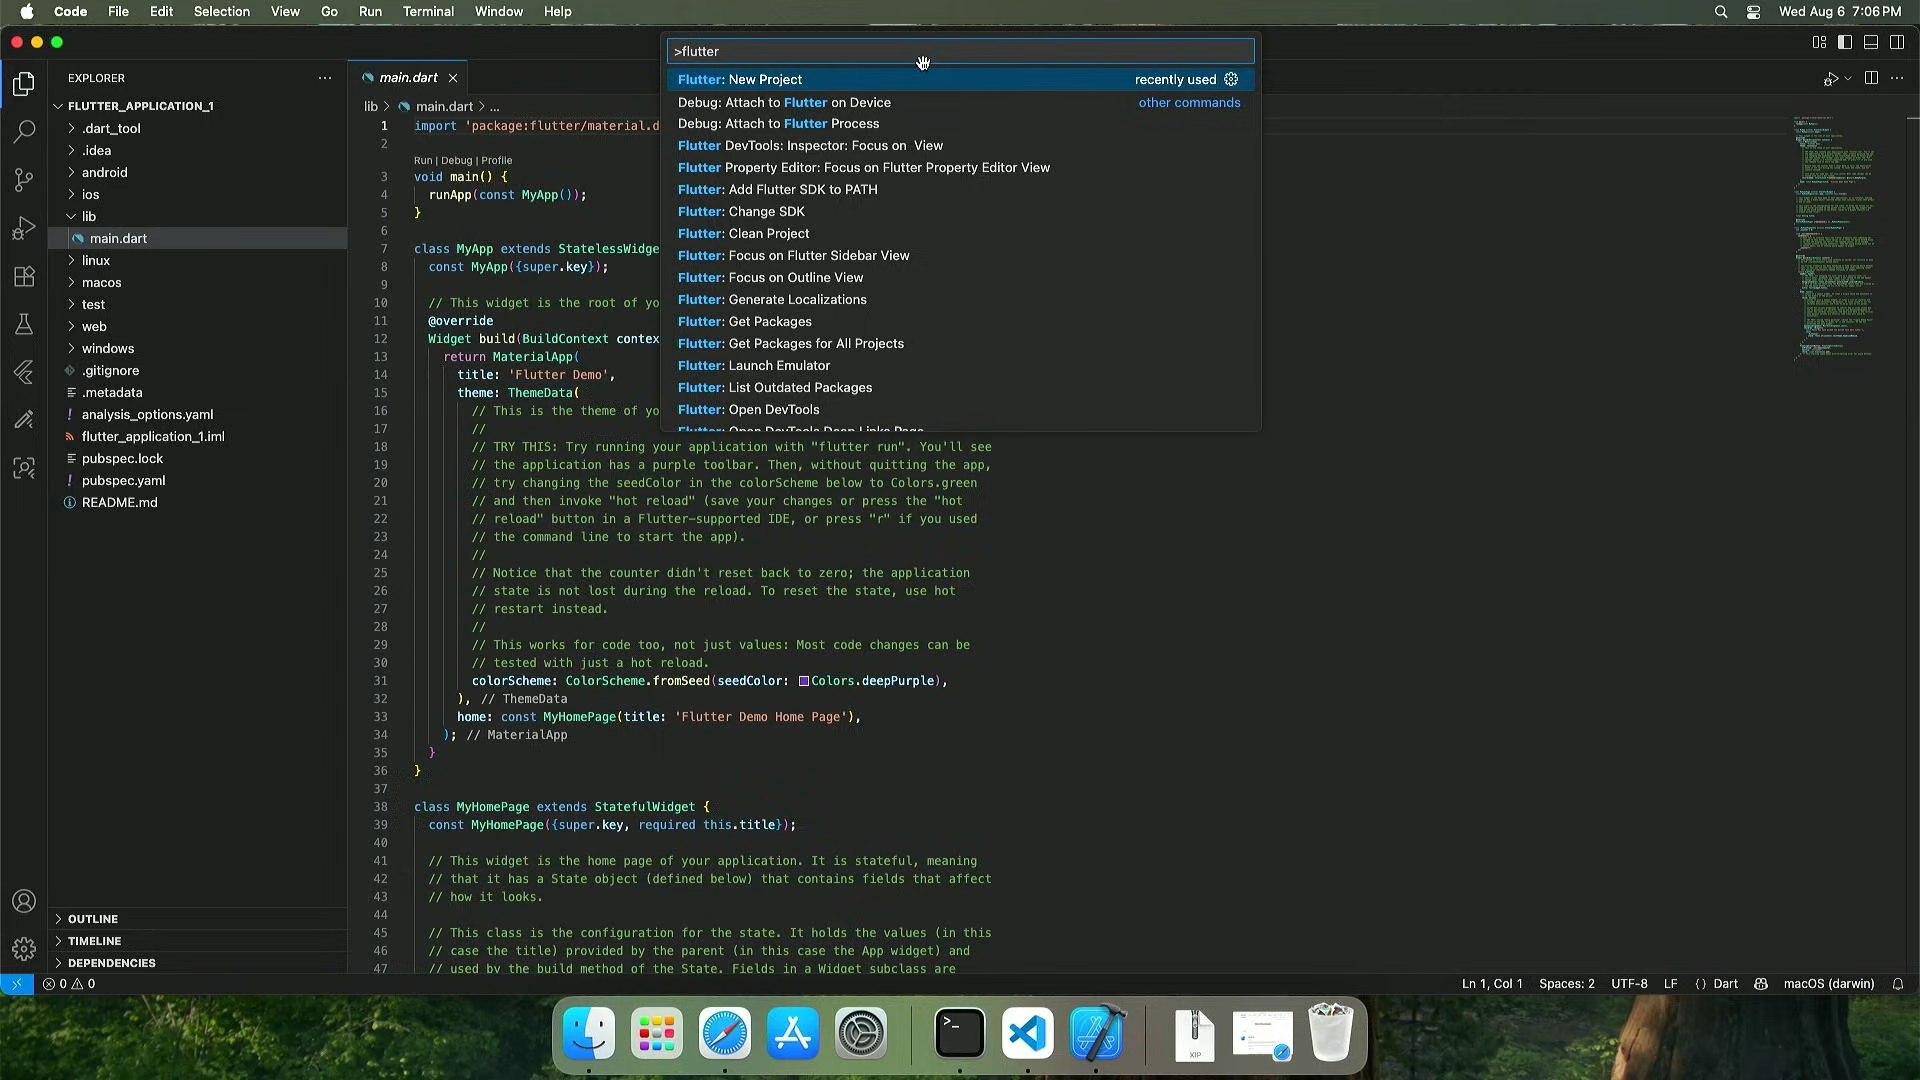 Code File Edit Selection View Go Run Terminal Window Help
Wed Aug 6 7:06 PM
>flutter
Flutter: New Project recently used
Debug: Attach to Flutter on Device other commands
Debug: Attach to Flutter Process
Flutter DevTools: Inspector: Focus on View
Flutter Property Editor: Focus on Flutter Property Editor View
Flutter: Add Flutter SDK to PATH
Flutter: Change SDK
Flutter: Clean Project
Flutter: Focus on Flutter Sidebar View
Flutter: Focus on Outline View
Flutter: Generate Localizations
Flutter: Get Packages
Flutter: Get Packages for All Projects
Flutter: Launch Emulator
Flutter: List Outdated Packages
Flutter: Open DevTools
Flutter: Open DevTools Deep Links Page
EXPLORER
FLUTTER_APPLICATION_1
.dart_tool
.idea
android
ios
lib
main.dart
linux
macos
test
web
windows
.gitignore
.metadata
analysis_options.yaml
flutter_application_1.iml
pubspec.lock
pubspec.yaml
README.md
OUTLINE
TIMELINE
DEPENDENCIES
main.dart
lib > main.dart > ...
1 import 'package:flutter/material.d
2
Run | Debug | Profile
3 void main() {
4 runApp(const MyApp());
5 }
6
7 class MyApp extends StatelessWidge
8 const MyApp({super.key});
9
10 // This widget is the root of yo
11 @override
12 Widget build(BuildContext contex
13 return MaterialApp(
14 title: 'Flutter Demo',
15 theme: ThemeData(
16 // This is the theme of yo
17 //
18 // TRY THIS: Try running your application with "flutter run". You'll see
19 // the application has a purple toolbar. Then, without quitting the app,
20 // try changing the seedColor in the colorScheme below to Colors.green
21 // and then invoke "hot reload" (save your changes or press the "hot
22 // reload" button in a Flutter-supported IDE, or press "r" if you used
23 // the command line to start the app).
24 //
25 // Notice that the counter didn't reset back to zero; the application
26 // state is not lost during the reload. To reset the state, use hot
27 // restart instead.
28 //
29 // This works for code too, not just values: Most code changes can be
30 // tested with just a hot reload.
31 colorScheme: ColorScheme.fromSeed(seedColor: Colors.deepPurple),
32 ), // ThemeData
33 home: const MyHomePage(title: 'Flutter Demo Home Page'),
34 ); // MaterialApp
35 }
36 }
37
38 class MyHomePage extends StatefulWidget {
39 const MyHomePage({super.key, required this.title});
40
41 // This widget is the home page of your application. It is stateful, meaning
42 // that it has a State object (defined below) that contains fields that affect
43 // how it looks.
44
45 // This class is the configuration for the state. It holds the values (in this
46 // case the title) provided by the parent (in this case the App widget) and
47 // used by the build method of the State. Fields in a Widget subclass are
0 0
Ln 1, Col 1 Spaces: 2 UTF-8 LF {} Dart macOS (darwin)
XIP